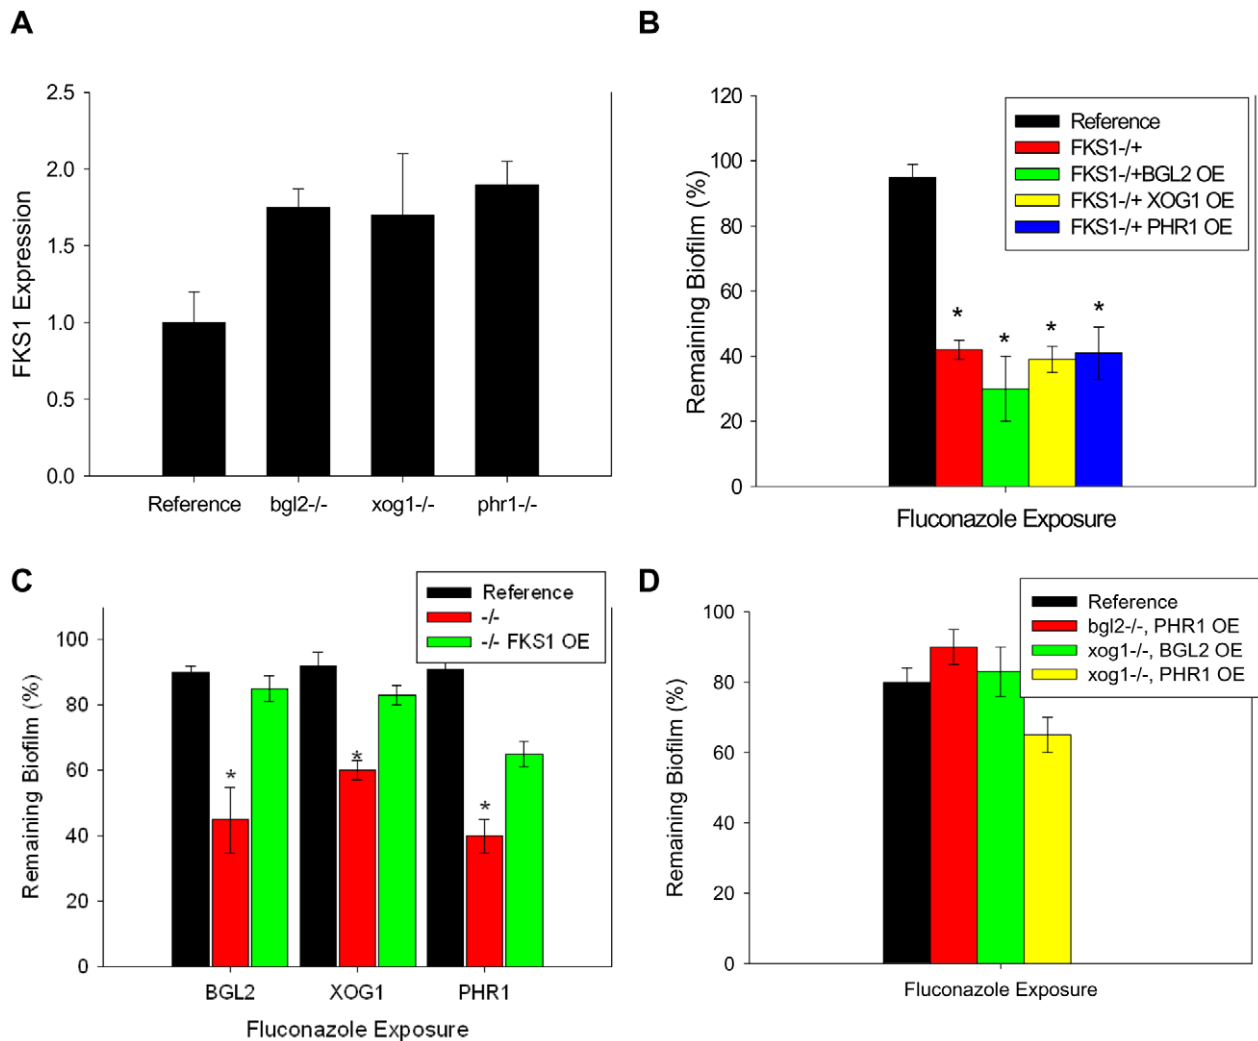 A
FKS1 Expression
2.5
2.0
1.5
1.0
0.5
0.0
Reference
bgl2-/-
xog1-/-
phr1-/-
B
Remaining Biofilm (%)
120
100
80
60
40
20
0
Reference
FKS1-/+
FKS1-/+BGL2 OE
FKS1-/+ XOG1 OE
FKS1-/+ PHR1 OE
*
*
*
*
Fluconazole Exposure
C
Remaining Biofilm (%)
100
80
60
40
20
0
Reference
-/-
-/- FKS1 OE
*
*
*
BGL2
XOG1
PHR1
Fluconazole Exposure
D
Remaining Biofilm (%)
100
80
60
40
20
0
Reference
bgl2-/-, PHR1 OE
xog1-/-, BGL2 OE
xog1-/-, PHR1 OE
Fluconazole Exposure